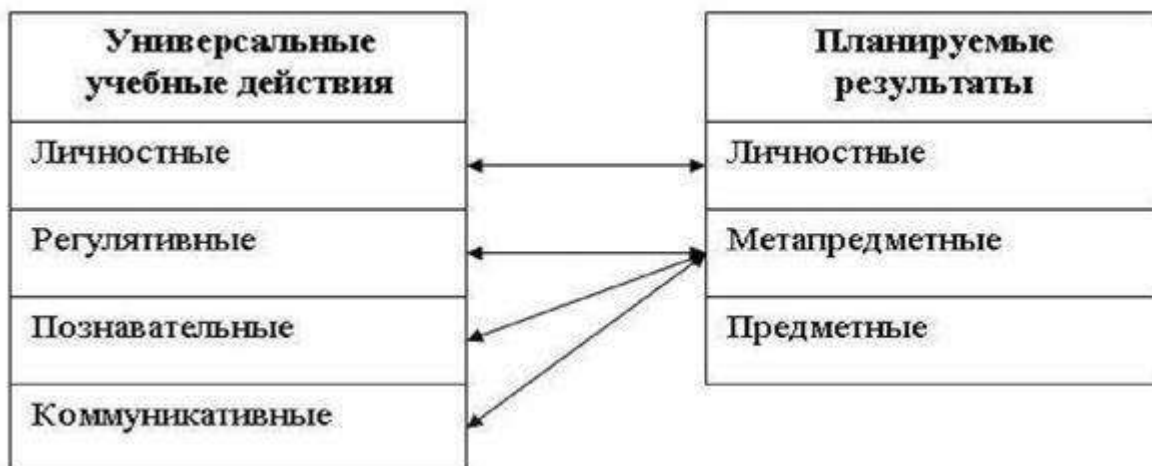 Универсальные
учебные действия
Личностные
Регулятивные
Познавательные
Коммуникативные
Планируемые
результаты
Личностные
Метапредметные
Предметные